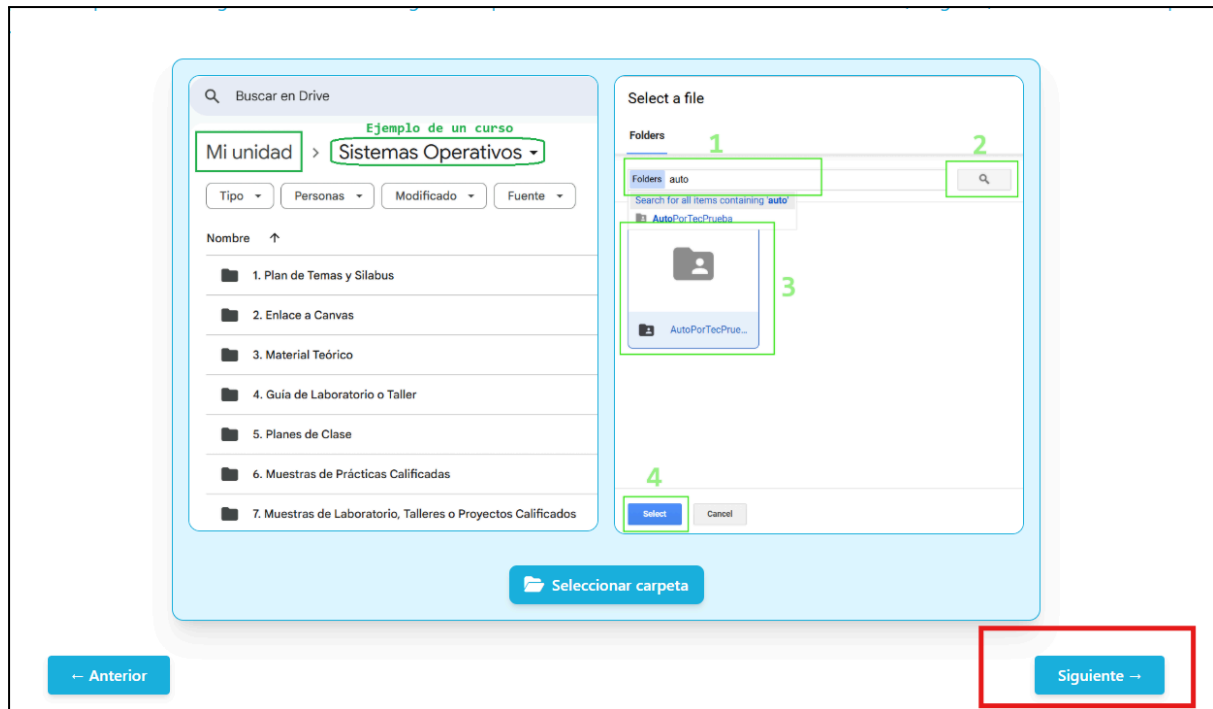 Buscar en Drive
Ejemplo de un curso
Mi unidad > Sistemas Operativos
Tipo Personas Modificado Fuente
Nombre ↑
1. Plan de Temas y Silabus
2. Enlace a Canvas
3. Material Teórico
4. Guía de Laboratorio o Taller
5. Planes de Clase
6. Muestras de Prácticas Calificadas
7. Muestras de Laboratorio, Talleres o Proyectos Calificados
Select a file
Folders
1
2
Folders auto
Search for all items containing 'auto'
AutoPorTecPrueba
3
AutoPorTecPrue...
4
Select Cancel
Seleccionar carpeta
← Anterior
Siguiente →